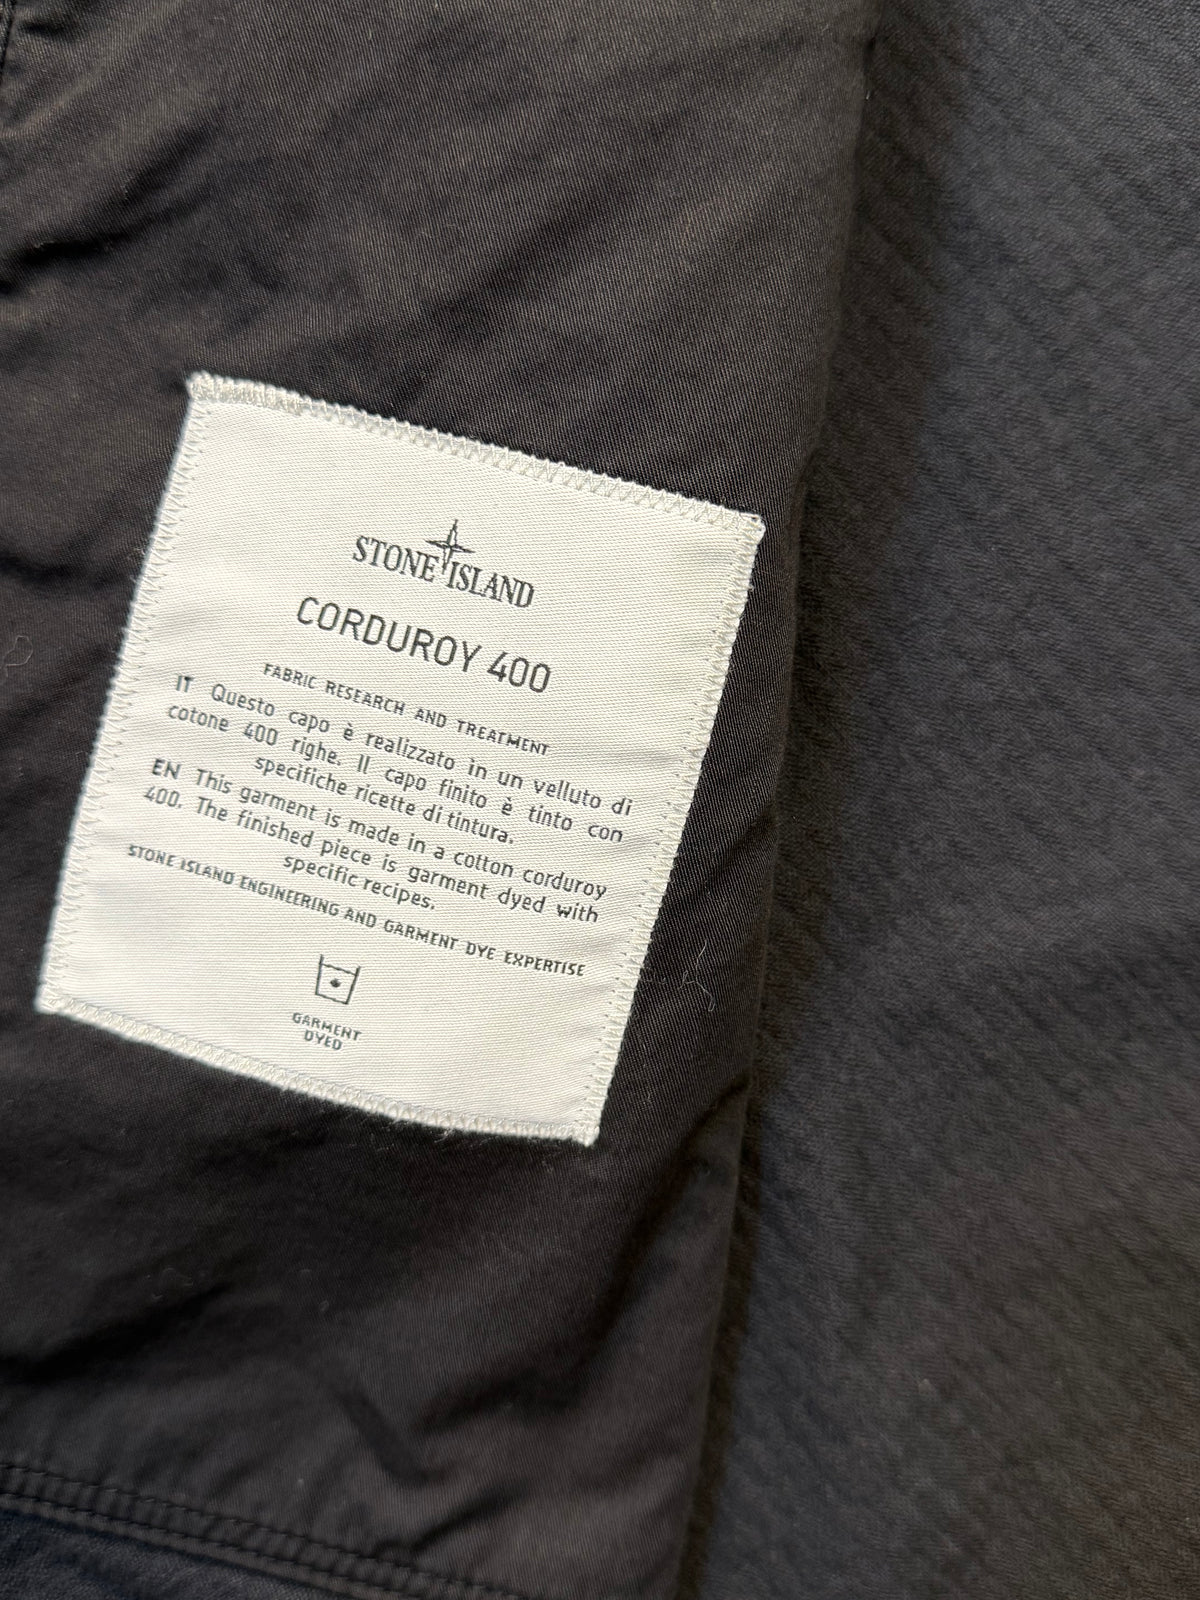 STONE ISLAND
CORDUROY 400
FABRIC RESEARCH AND TREATMENT
IT Questo capo è realizzato in un velluto di
cotone 400 righe. Il capo finito è tinto con
specifiche ricette di tintura.
EN This garment is made in a cotton corduroy
400. The finished piece is garment dyed with
specific recipes.
STONE ISLAND ENGINEERING AND GARMENT DYE EXPERTISE
GARMENT
DYED